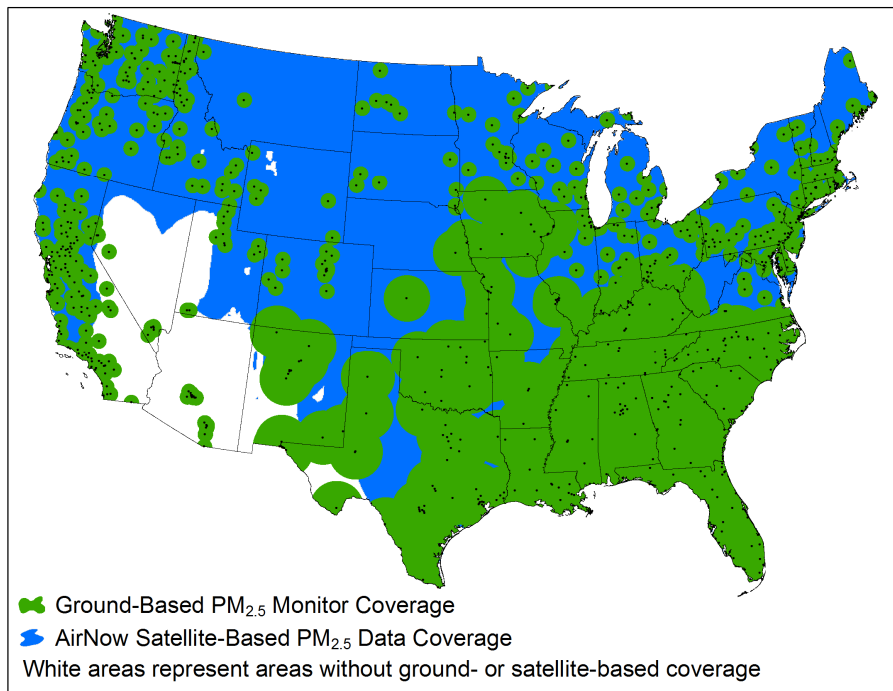 Ground-Based PM2.5 Monitor Coverage
AirNow Satellite-Based PM2.5 Data Coverage
White areas represent areas without ground- or satellite-based coverage